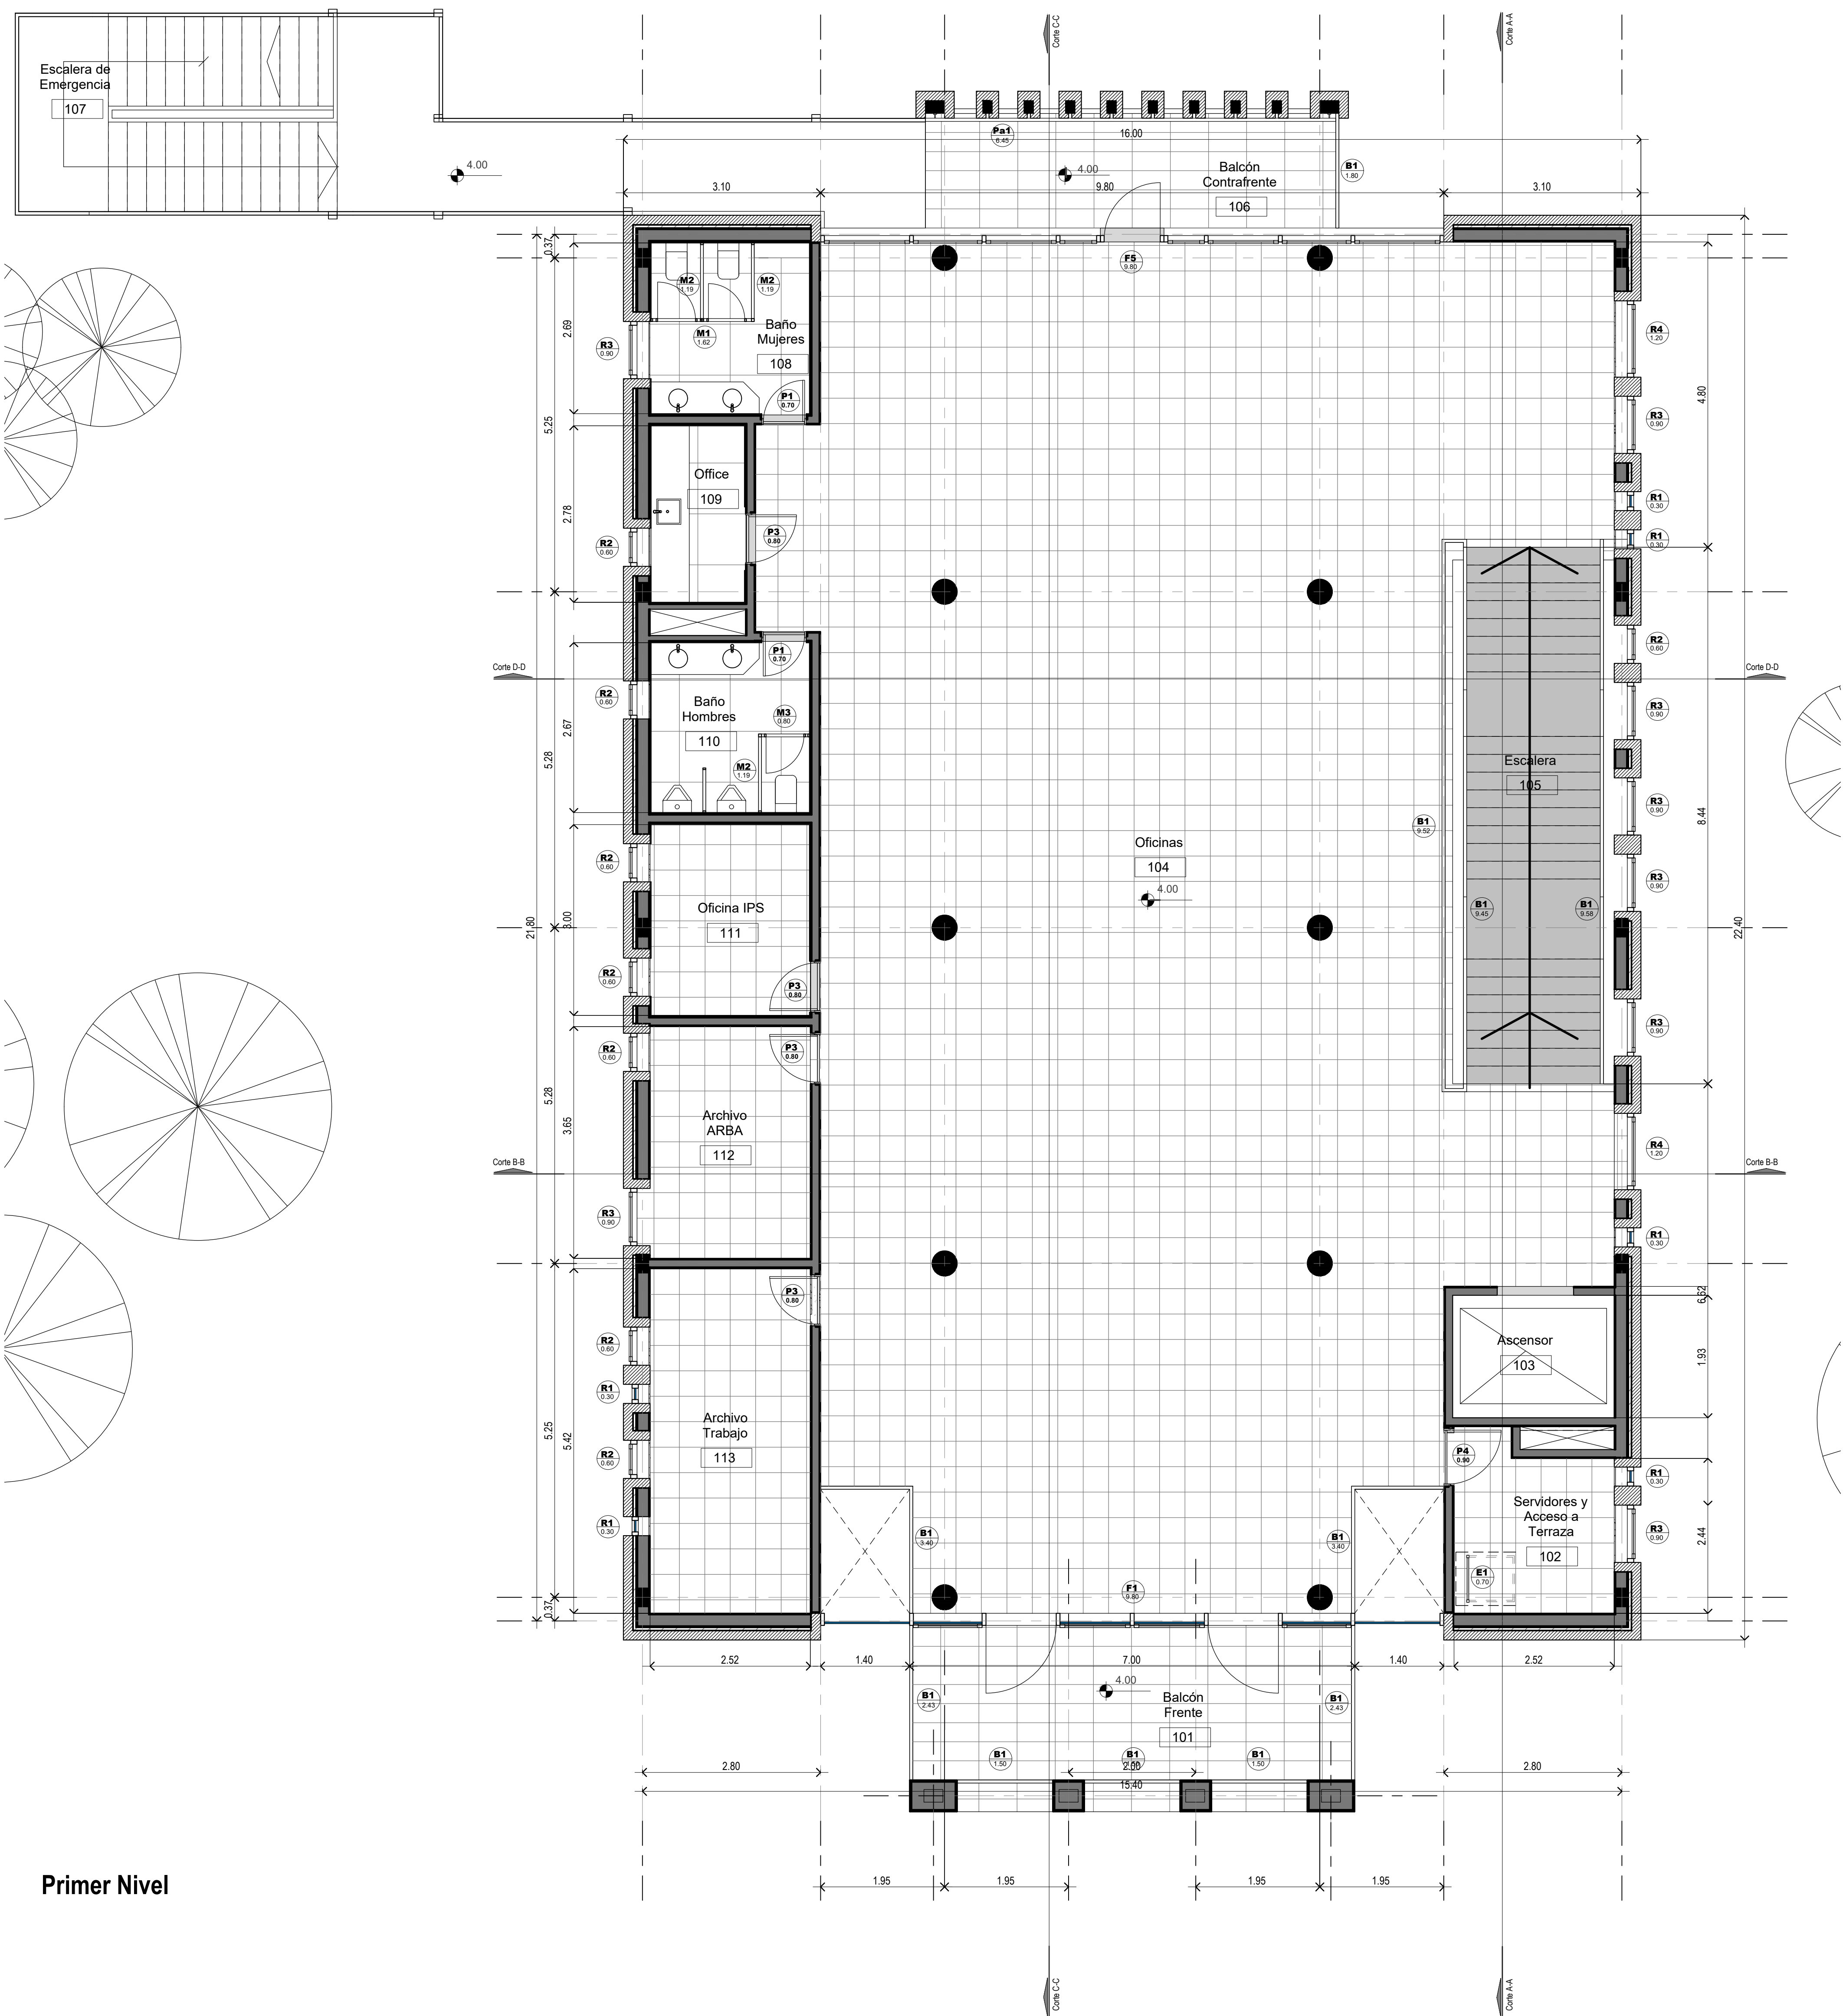 Corte C-C
Corte A-A
Escalera de
Emergencia
107
4.00
Pa1
6.45
16.00
4.00
Balcón
Contrafrente
106
B1
1.80
3.10
9.80
3.10
0.37
F5
9.80
M2
1.19
M2
1.19
Baño
Mujeres
108
M1
1.62
R3
0.90
2.69
P1
0.70
R4
1.20
4.80
R3
0.90
5.25
Office
109
2.78
P3
0.80
R2
0.60
R1
0.30
R1
0.30
P1
0.70
R2
0.60
Corte D-D
Corte D-D
R2
0.60
Baño
Hombres
110
M3
0.80
M2
1.19
2.67
5.28
R3
0.90
Escalera
105
R3
0.90
8.44
B1
9.52
Oficinas
104
4.00
R2
0.60
R3
0.90
Oficina IPS
111
B1
9.45
B1
9.58
21.80
3.00
22.40
R2
0.60
P3
0.80
R3
0.90
R2
0.60
P3
0.80
5.28
3.65
Archivo
ARBA
112
R4
1.20
Corte B-B
Corte B-B
R3
0.90
R1
0.30
P3
0.80
6.62
R2
0.60
Ascensor
103
1.93
R1
0.30
Archivo
Trabajo
113
5.25
5.42
R2
0.60
P4
0.90
R1
0.30
R1
0.30
Servidores y
Acceso a
Terraza
102
R3
0.90
2.44
B1
3.40
B1
3.40
E1
0.70
F1
9.80
0.37
2.52
1.40
7.00
1.40
2.52
4.00
B1
2.43
Balcón
Frente
101
B1
2.43
B1
1.50
B1
B1
1.50
2.80
2.00
2.80
15.40
1.95
1.95
1.95
1.95
Primer Nivel
Corte C-C
Corte A-A